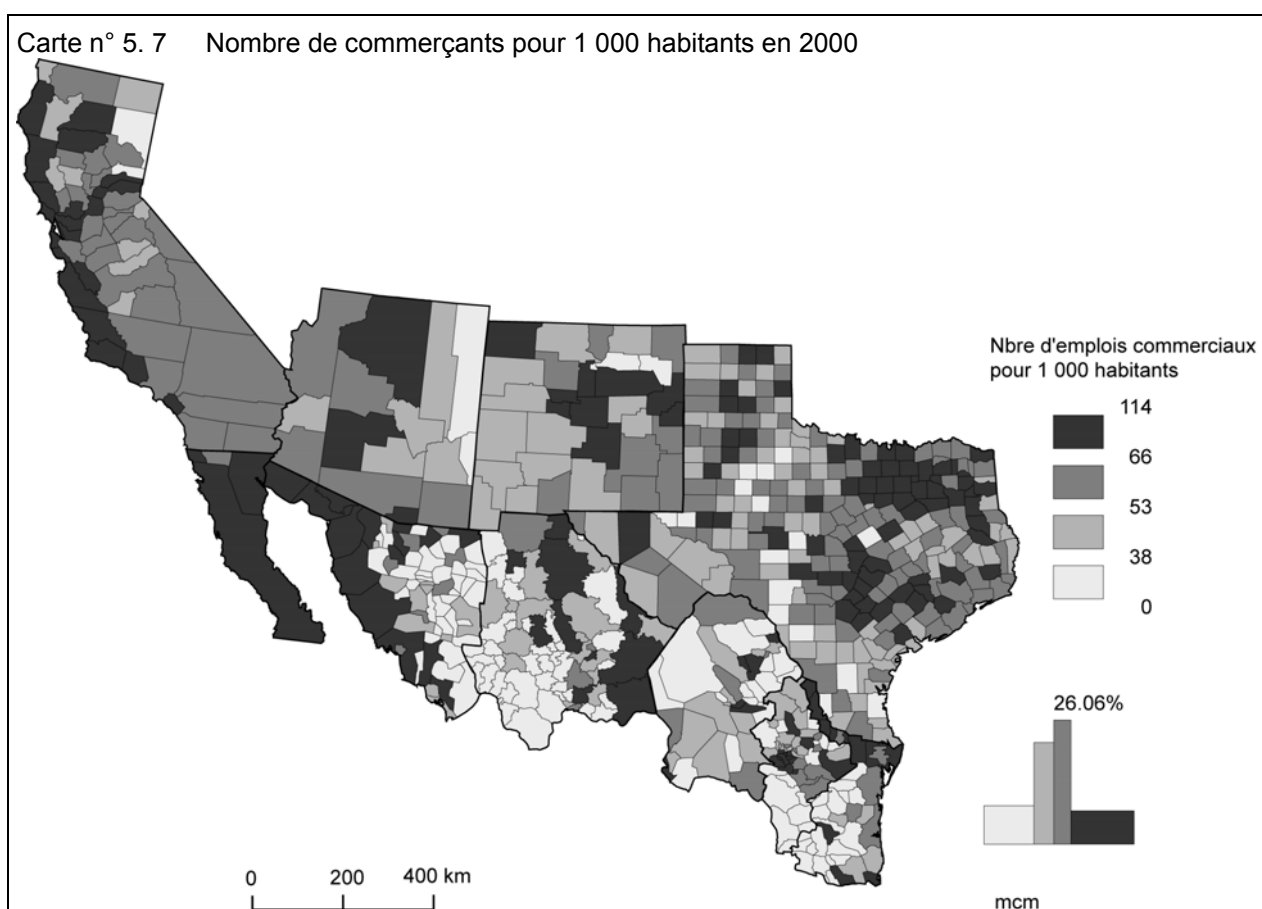 Carte n° 5. 7 Nombre de commerçants pour 1 000 habitants en 2000
Nbre d'emplois commerciaux
pour 1 000 habitants
114
66
53
38
0
26.06%
0 200 400 km
mcm